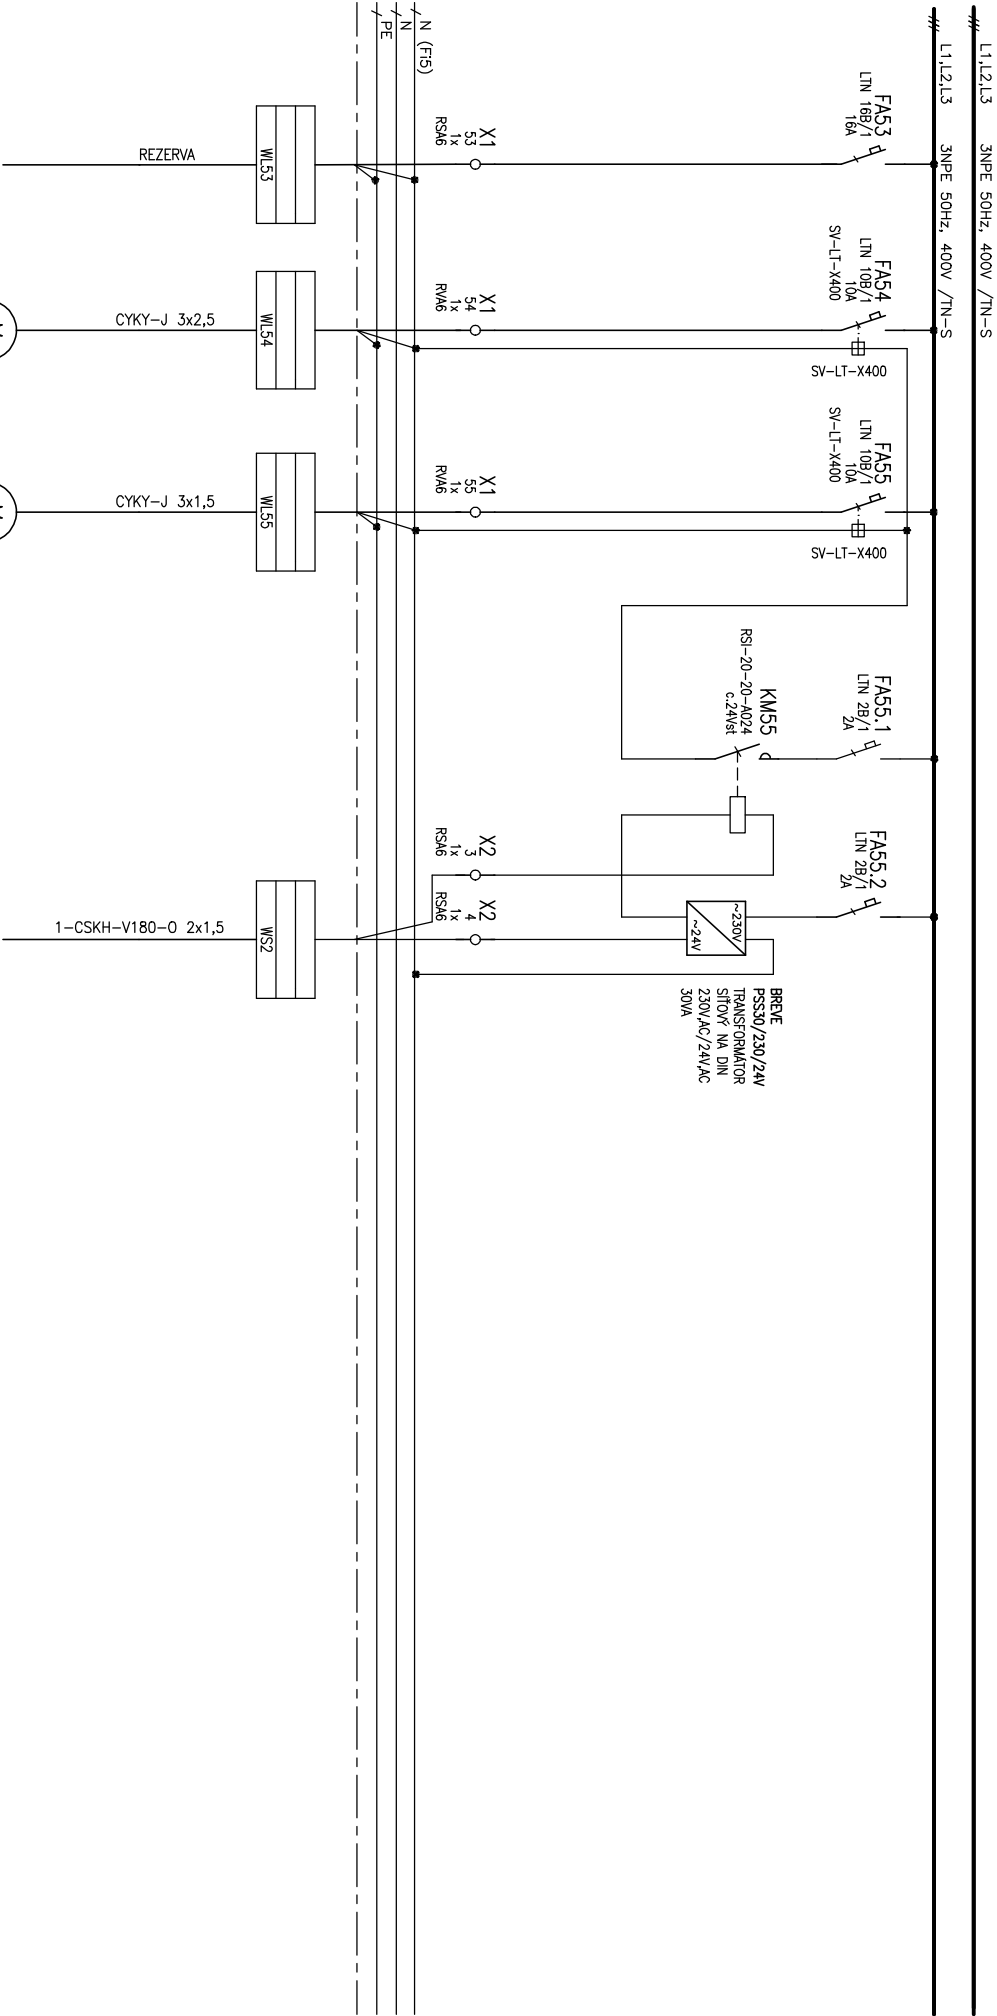 L1,L2,L3 3NPE 50Hz, 400V /TN-S
L1,L2,L3 3NPE 50Hz, 400V /TN-S
FA53
LTN 16B/1
16A
FA54
LTN 10B/1
10A
SV-LT-X400
SV-LT-X400
FA55
LTN 10B/1
10A
SV-LT-X400
SV-LT-X400
FA55.1
LTN 2B/1
2A
FA55.2
LTN 2B/1
2A
KM55
RSI-20-20-A024
c.24Vst
~230V
~24V
BREVE
PSS30/230/24V
TRANSFORMÁTOR
SÍŤOVÝ NA DIN
230V,AC/24V,AC
30VA
X1
53
1x
RSA6
X1
54
1x
RVA6
X1
55
1x
RVA6
X2
3
1x
RSA6
X2
4
1x
RSA6
N (Fi5)
N
PE
WL53
WL54
WL55
WS2
REZERVA
CYKY-J 3x2,5
CYKY-J 3x1,5
1-CSKH-V180-O 2x1,5